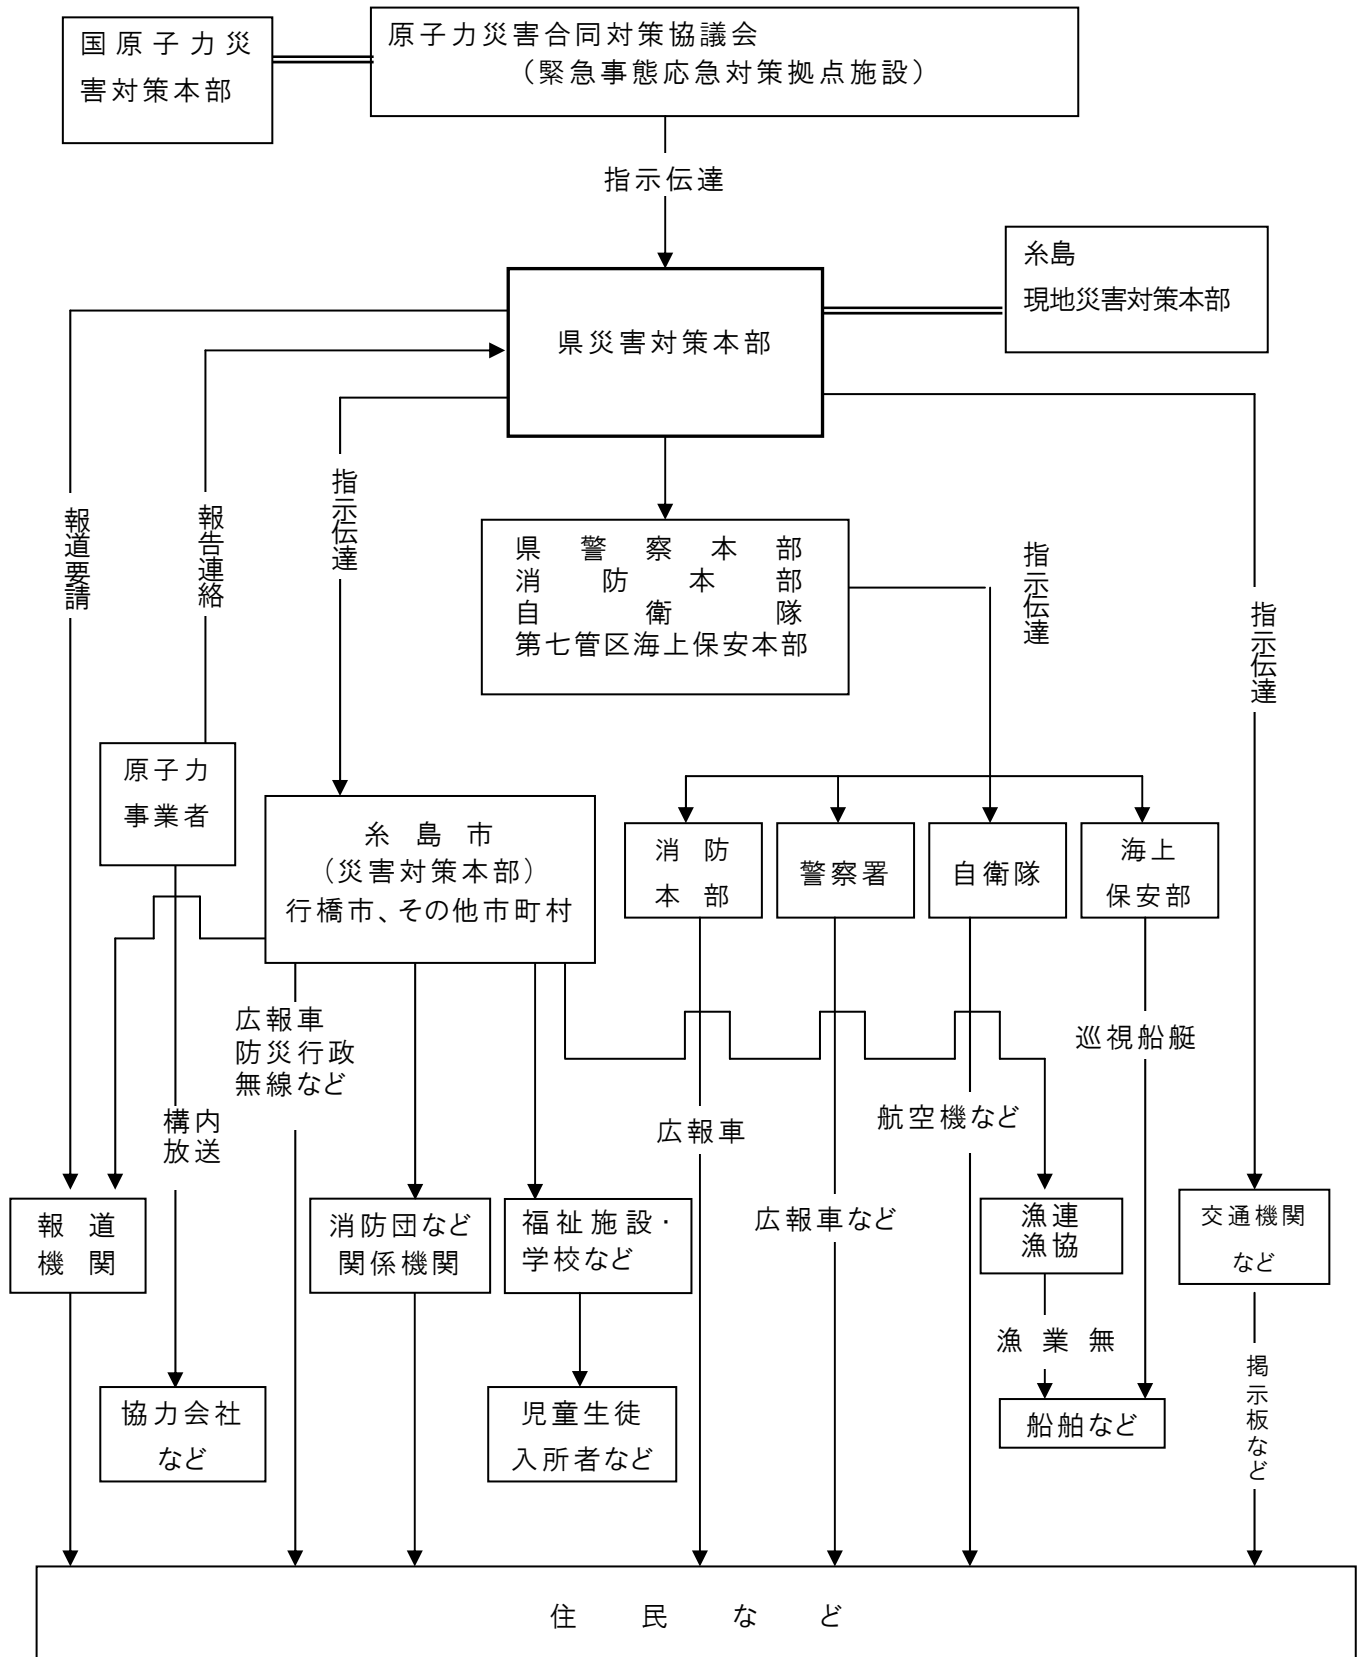 国原子力災
害対策本部
原子力災害合同対策協議会
（緊急事態応急対策拠点施設）
指示伝達
糸島
現地災害対策本部
県災害対策本部
報道要請
報告連絡
指示伝達
県警察本部
消防本部
自衛隊
第七管区海上保安本部
指示伝達
指示伝達
原子力
事業者
糸島市
（災害対策本部）
行橋市、その他市町村
消防
本部
警察署
自衛隊
海上
保安部
広報車
防災行政
無線など
構内
放送
広報車
広報車など
航空機など
巡視船艇
報道
機関
消防団など
関係機関
福祉施設・
学校など
漁連
漁協
交通機関
など
漁業無
掲示板など
協力会社
など
児童生徒
入所者など
船舶など
住民など